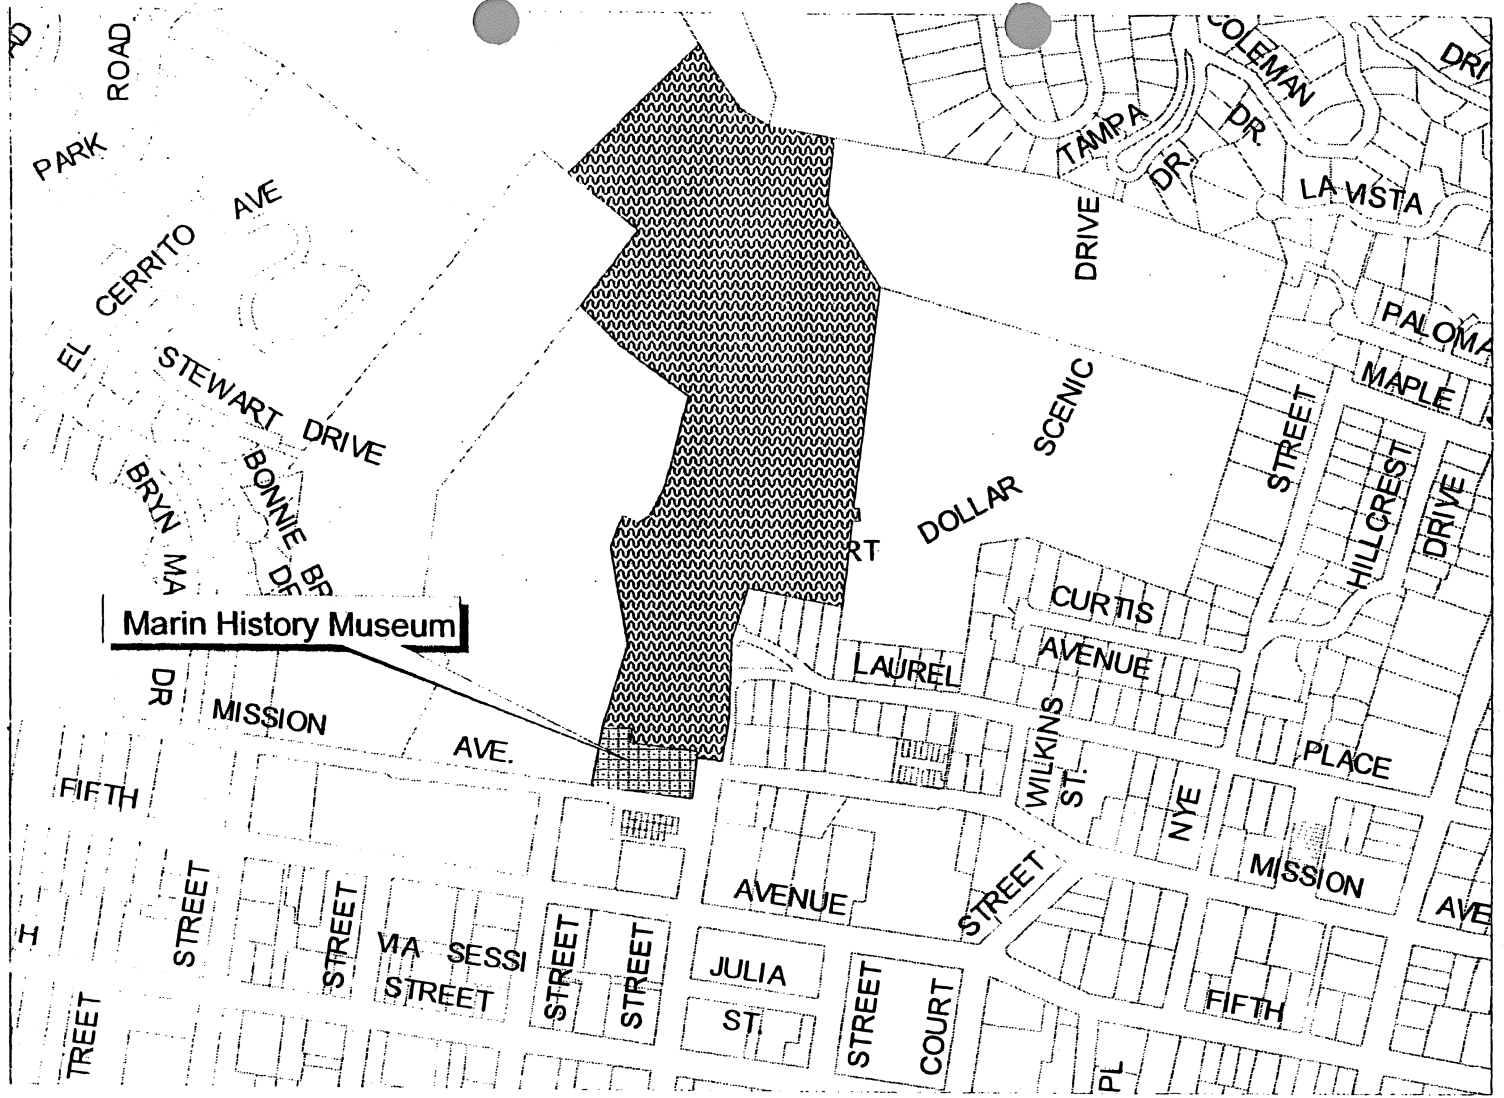 ROAD
PARK
COLEMAN
DR.
DRI
TAMPA
DR.
LA VISTA
EL CERRITO AVE
DRIVE
SCENIC
DOLLAR
PALOMA
MAPLE
STEWART DRIVE
STREET
HILLCREST
DRIVE
BONNIE BR
BRYN MA
DR
RT
CURTIS
AVENUE
Marin History Museum
LAUREL
PLACE
MISSION AVE.
WILKINS
ST.
NYE
FIFTH
MISSION
AVE
STREET
AVENUE
STREET
STREET
STREET
STREET
H
VIA SESSI
STREET
JULIA
ST.
STREET
COURT
FIFTH
TREET
PL